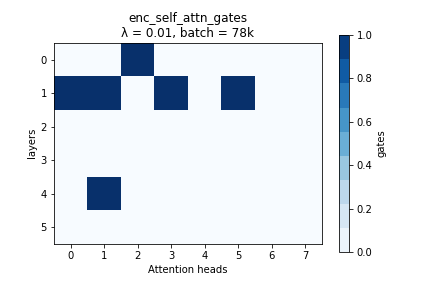 enc_self_attn_gates
λ = 0.01, batch = 78k
layers
0
1
2
3
4
5
0 1 2 3 4 5 6 7
Attention heads
1.0
0.8
0.6
0.4
0.2
0.0
gates